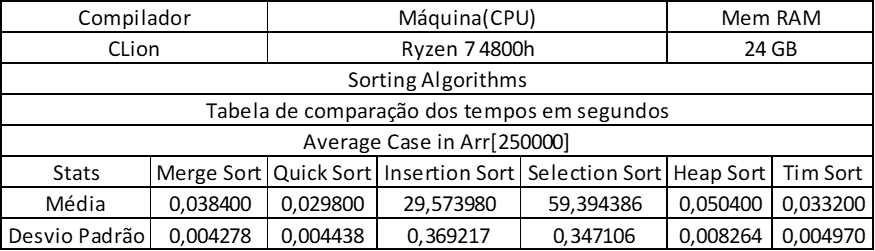 Compilador Máquina(CPU) Mem RAM
CLion Ryzen 7 4800h 24 GB
Sorting Algorithms
Tabela de comparação dos tempos em segundos
Average Case in Arr[250000]
Stats Merge Sort Quick Sort Insertion Sort Selection Sort Heap Sort Tim Sort
Média 0,038400 0,029800 29,573980 59,394386 0,050400 0,033200
Desvio Padrão 0,004278 0,004438 0,369217 0,347106 0,008264 0,004970